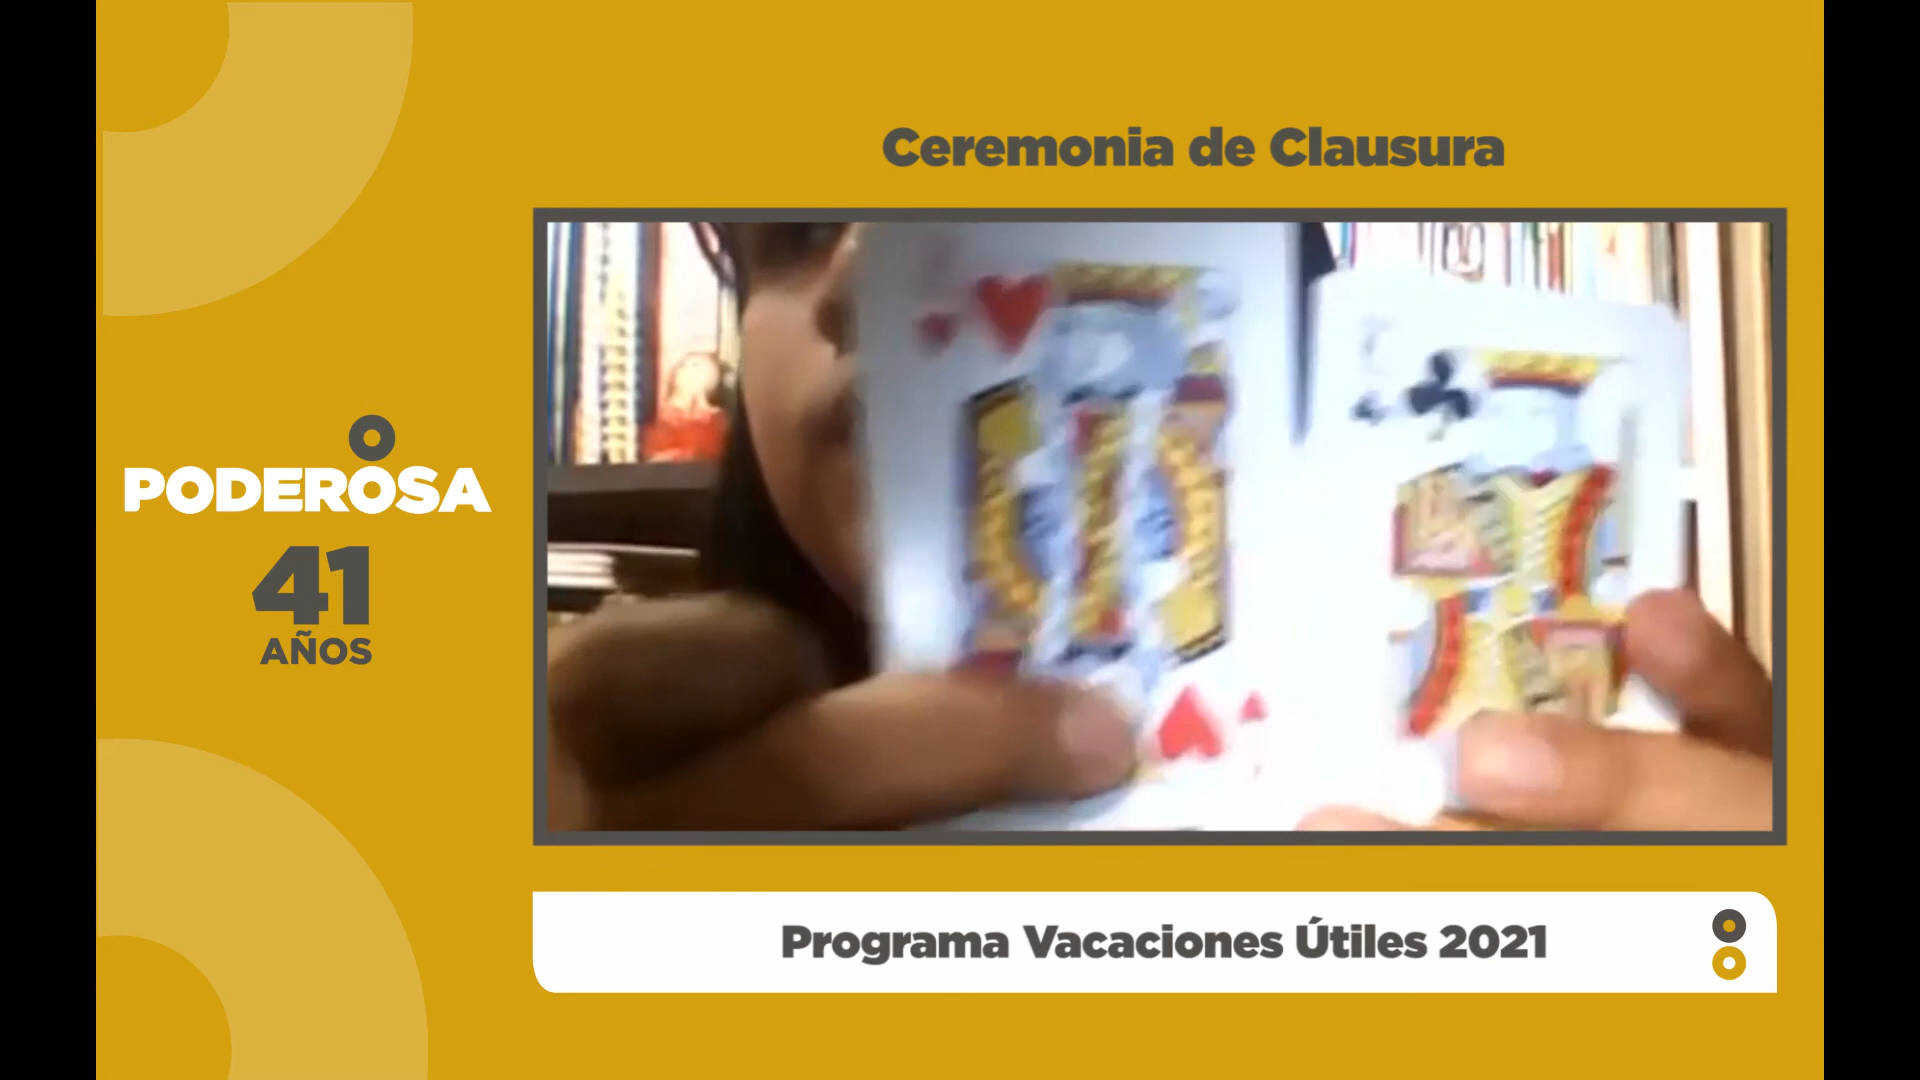 Ceremonia de Clausura
PODEROSA
41
AÑOS
Programa Vacaciones Útiles 2021